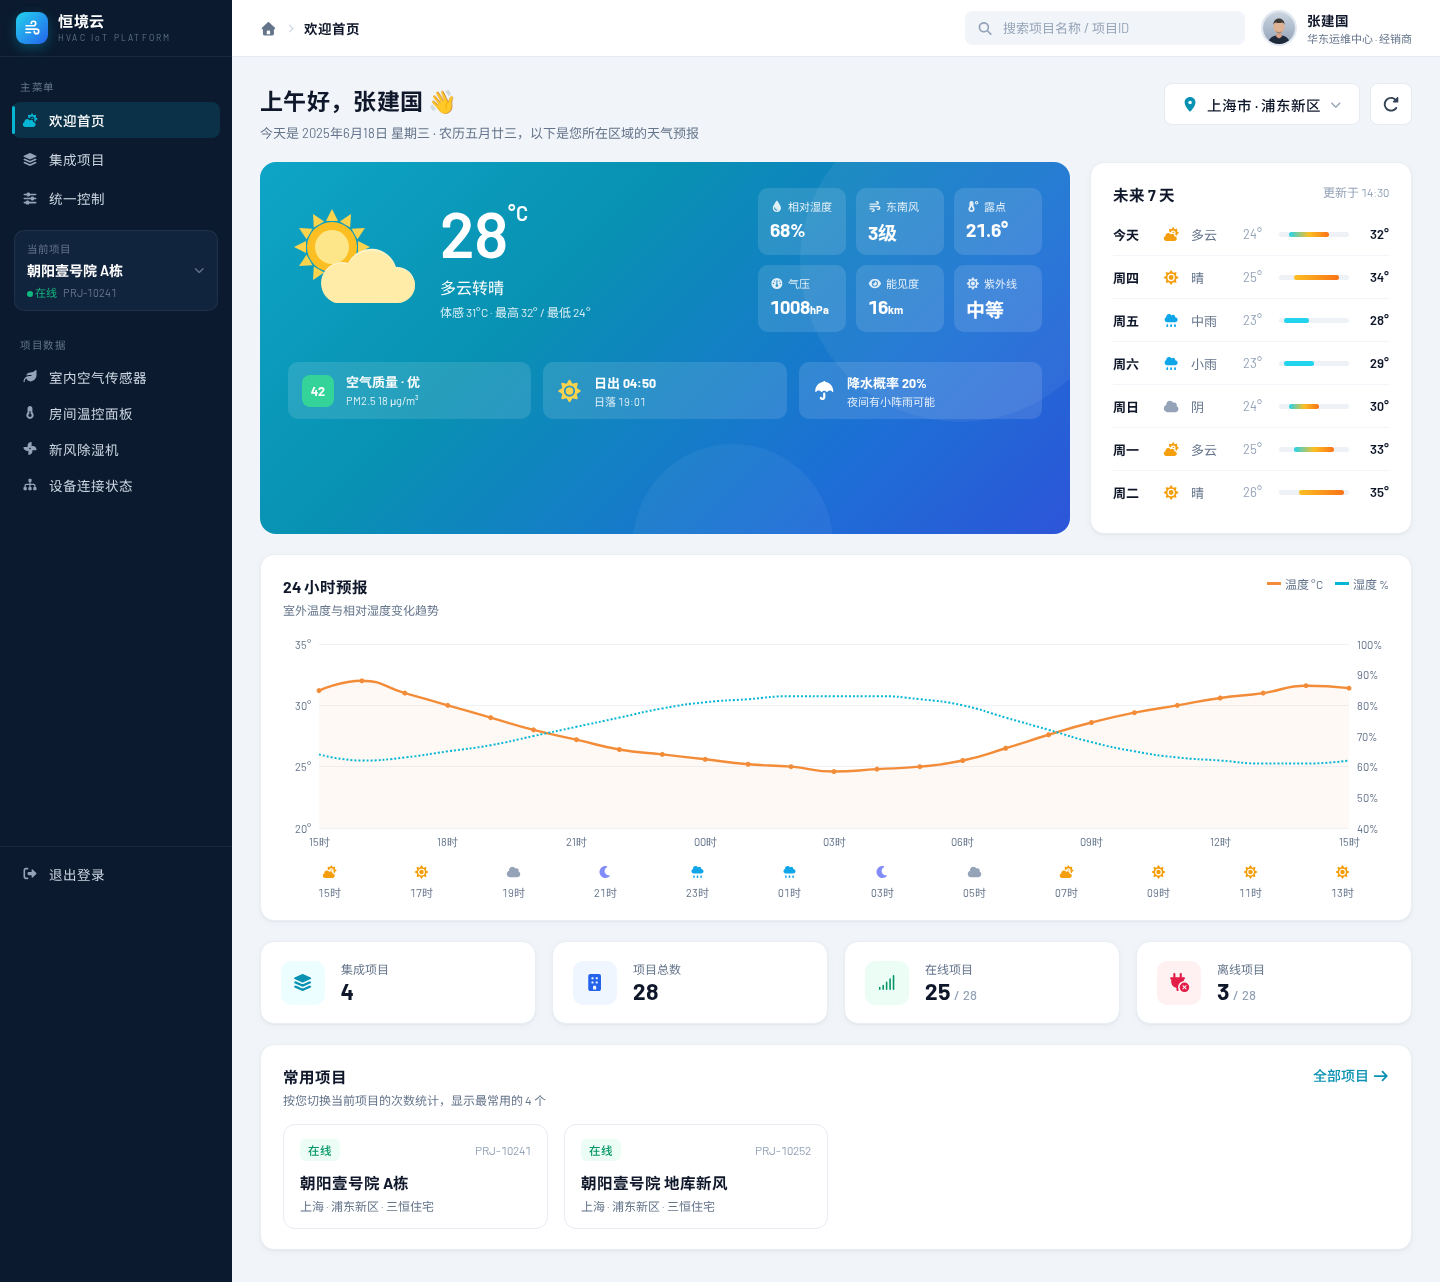 恒境云
HVAC IoT PLATFORM
主菜单
欢迎首页
集成项目
统一控制
当前项目
朝阳壹号院 A栋
在线 PRJ-10241
项目数据
室内空气传感器
房间温控面板
新风除湿机
设备连接状态
退出登录
欢迎首页
搜索项目名称 / 项目ID
张建国
华东运维中心 · 经销商
上午好，张建国 👋
今天是 2025年6月18日 星期三 · 农历五月廿三，以下是您所在区域的天气预报
上海市 · 浦东新区
28°C
多云转晴
体感 31°C · 最高 32° / 最低 24°
相对湿度
68%
东南风
3级
露点
21.6°
气压
1008hPa
能见度
16km
紫外线
中等
42
空气质量 · 优
PM2.5 18 μg/m³
日出 04:50
日落 19:01
降水概率 20%
夜间有小阵雨可能
未来 7 天
更新于 14:30
今天 多云 24° 32°
周四 晴 25° 34°
周五 中雨 23° 28°
周六 小雨 23° 29°
周日 阴 24° 30°
周一 多云 25° 33°
周二 晴 26° 35°
24 小时预报
室外温度与相对湿度变化趋势
温度 °C 湿度 %
35° 100%
90%
30° 80%
70%
25° 60%
50%
20° 40%
15时 18时 21时 00时 03时 06时 09时 12时 15时
15时 17时 19时 21时 23时 01时 03时 05时 07时 09时 11时 13时
集成项目
4
项目总数
28
在线项目
25 / 28
离线项目
3 / 28
常用项目
按您切换当前项目的次数统计，显示最常用的 4 个
全部项目 →
在线 PRJ-10241
朝阳壹号院 A栋
上海 · 浦东新区 · 三恒住宅
在线 PRJ-10252
朝阳壹号院 地库新风
上海 · 浦东新区 · 三恒住宅